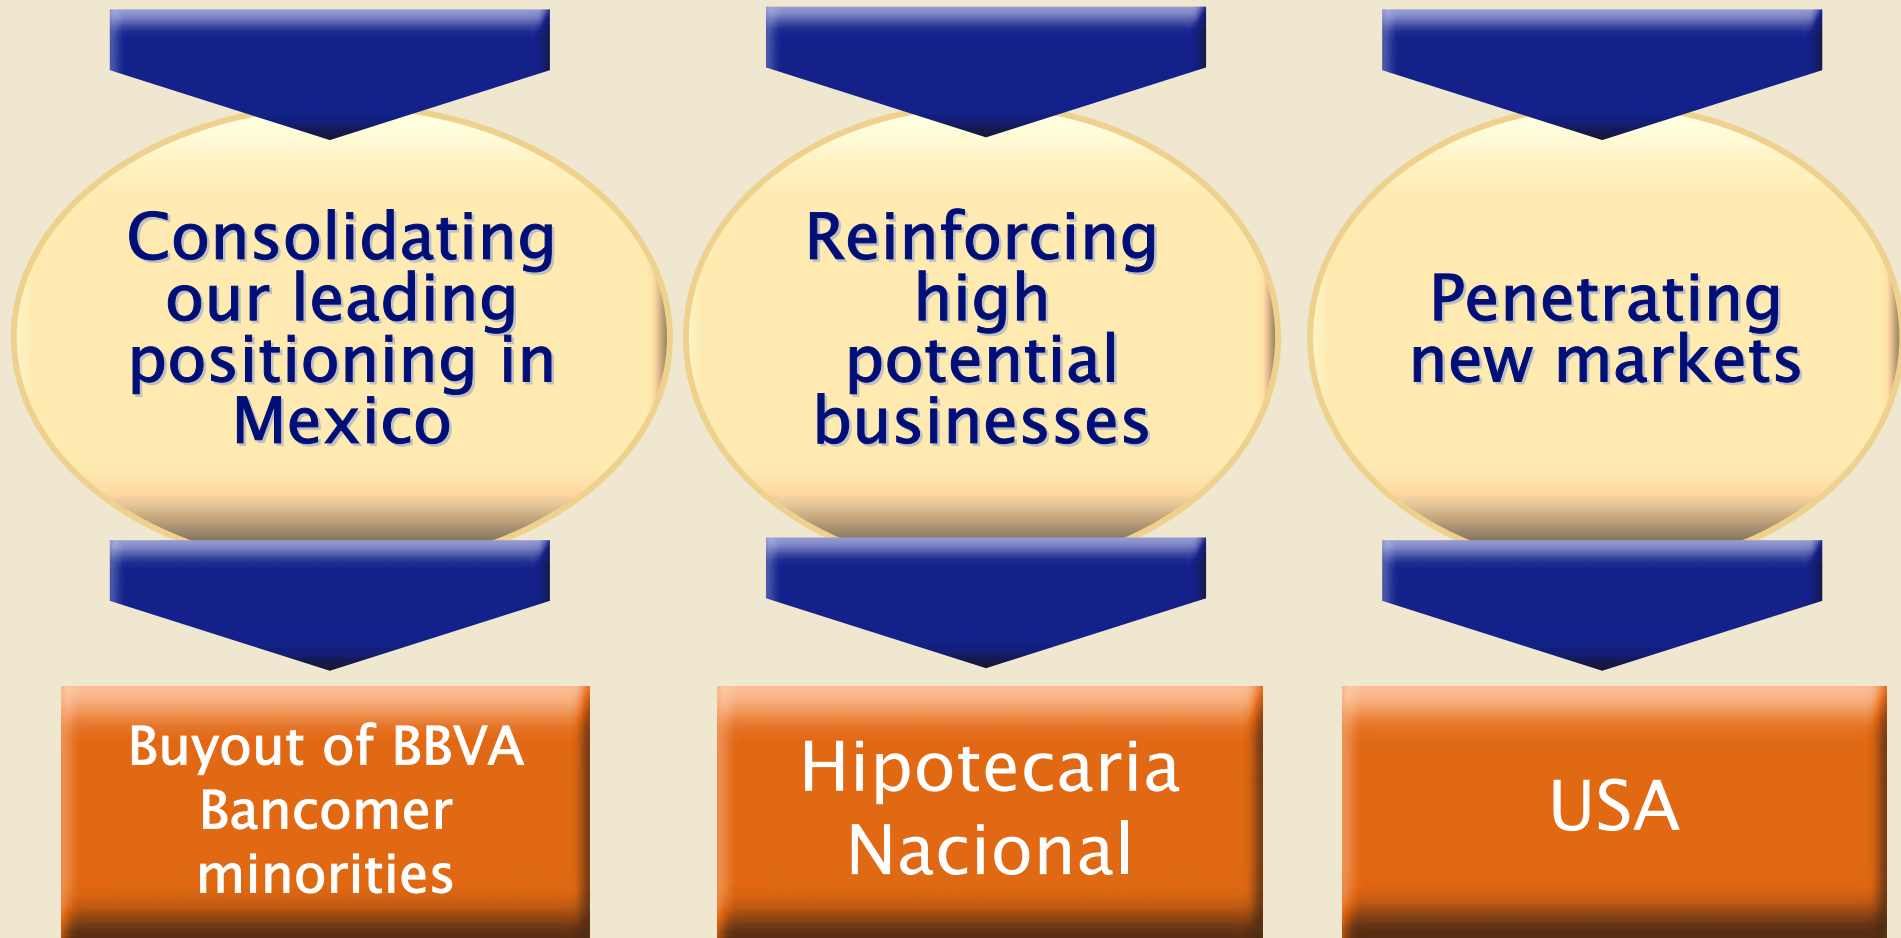 Consolidating
our leading
positioning in
Mexico
Reinforcing
high
potential
businesses
Penetrating
new markets
Buyout of BBVA
Bancomer
minorities
Hipotecaria
Nacional
USA